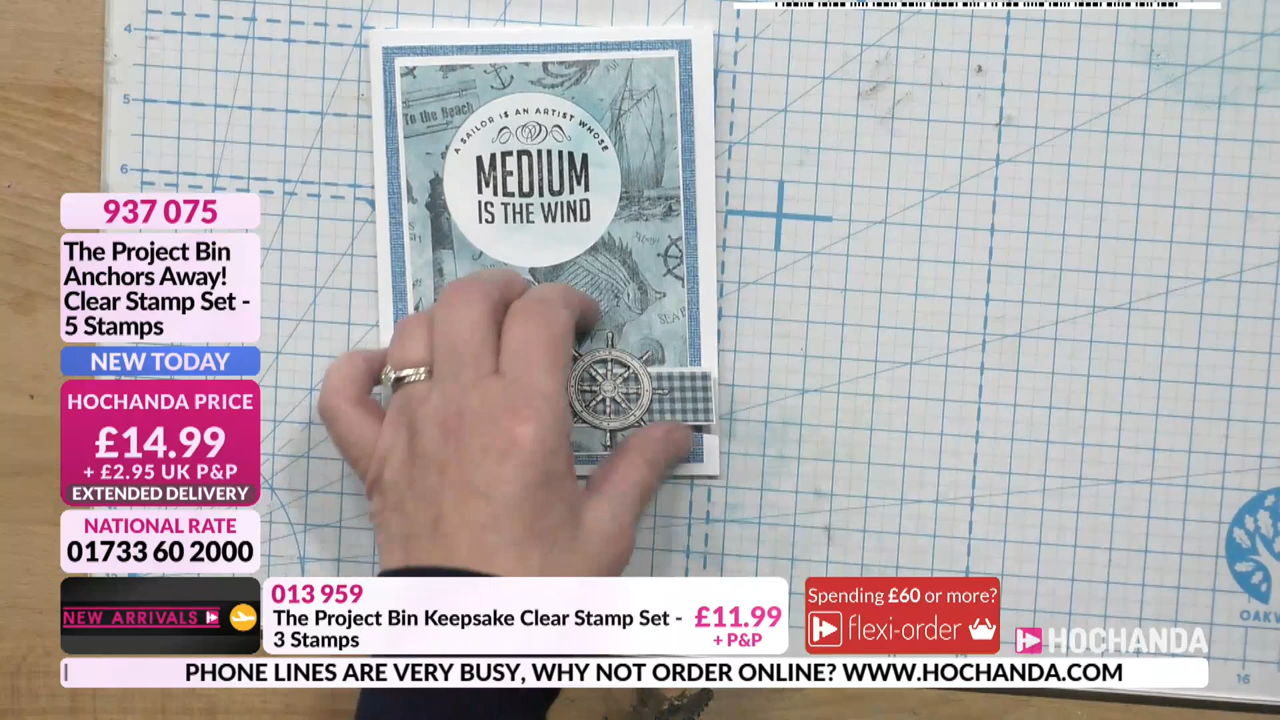 4
5
6
To the Beach
A SAILOR IS AN ARTIST WHOSE
MEDIUM
IS THE WIND
937 075
The Project Bin
Anchors Away!
Clear Stamp Set -
5 Stamps
NEW TODAY
HOCHANDA PRICE
£14.99
+ £2.95 UK P&P
EXTENDED DELIVERY
NATIONAL RATE
01733 60 2000
NEW ARRIVALS
013 959
The Project Bin Keepsake Clear Stamp Set -
3 Stamps
£11.99
+ P&P
Spending £60 or more?
flexi-order
HOCHANDA
16
PHONE LINES ARE VERY BUSY, WHY NOT ORDER ONLINE? WWW.HOCHANDA.COM